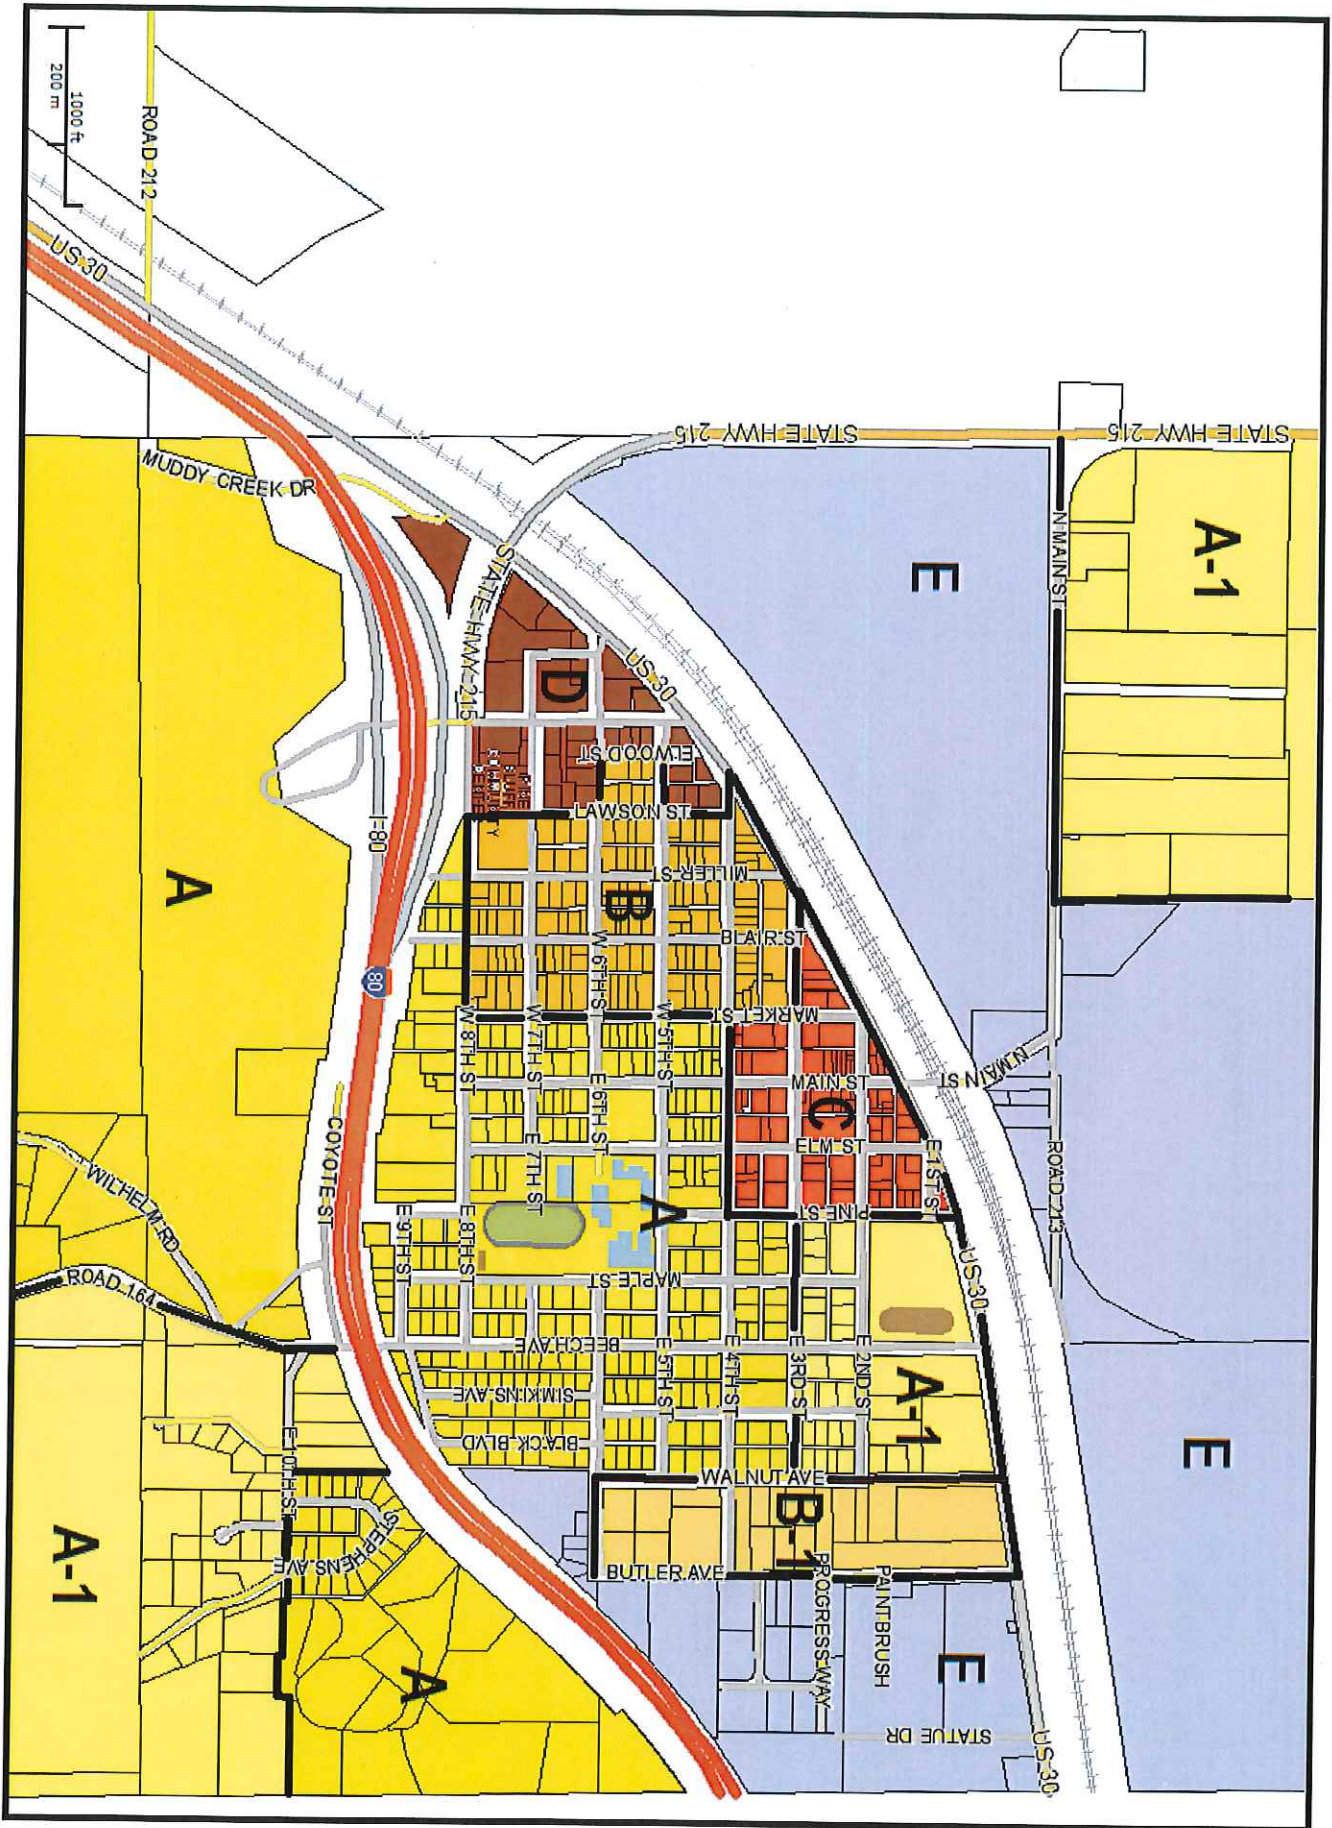 1000 ft
200 m
ROAD 212
US 30
STATE HWY 215
STATE HWY 215
N MAIN ST
A-1
E
MUDDY CREEK DR
STATE HWY 215
US 30
D
ELWOOD ST
PINE
BLUFF
COMMUNITY
LAWSON ST
I-80
A
MILLER ST
B
BLAIR ST
W 6TH ST
80
W 8TH ST
W 7TH ST
W 5TH ST
MARKET ST
MAIN ST
N MAIN ST
N MAIN ST
C
E 6TH ST
E 7TH ST
ELM ST
E 1ST ST
ROAD 213
COYOTE ST
WILHELM RD
ROAD 164
E 9TH ST
E 8TH ST
A
PINE ST
MAPLE ST
US 30
BEECH AVE
E 5TH ST
E 4TH ST
E 3RD ST
E 2ND ST
A-1
SIMKINS AVE
BLACK BLVD
E 10TH ST
E
WALNUT AVE
B-1
STEPHENS AVE
A-1
BUTLER AVE
PROGRESS WAY
PAINTBRUSH
A
E
STATUE DR
US 30